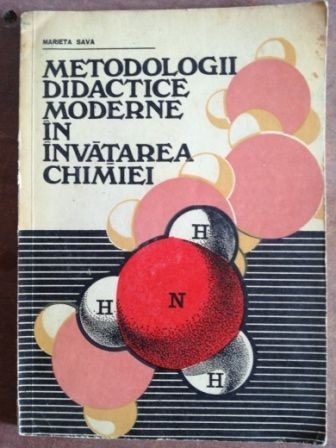 MARIETA SAVA
METODOLOGII
DIDACTICE
MODERNE
ÎN
ÎNVĂȚAREA
CHIMIEI
H
H
N
H